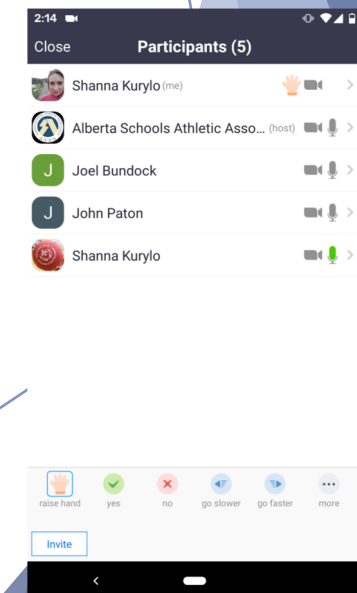 2:14
Close Participants (5)
Shanna Kurylo (me)
Alberta Schools Athletic Asso... (host)
J Joel Bundock
J John Paton
Shanna Kurylo
raise hand yes no go slower go faster more
Invite